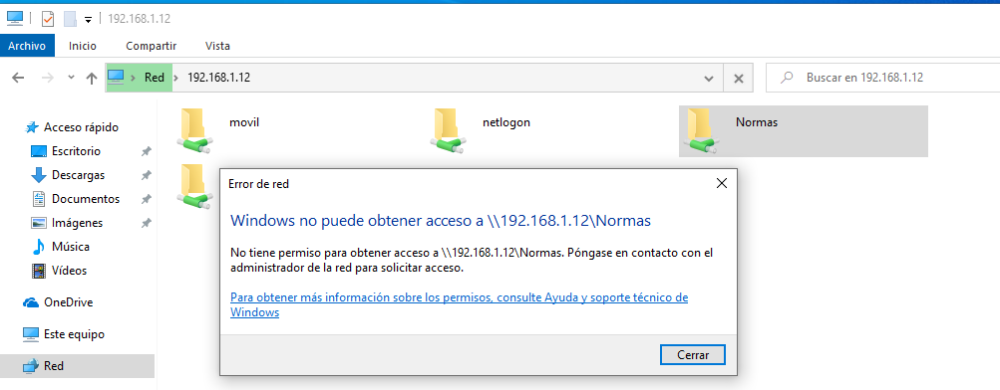 192.168.1.12
Archivo Inicio Compartir Vista
Red 192.168.1.12 Buscar en 192.168.1.12
Acceso rápido
Escritorio
Descargas
Documentos
Imágenes
Música
Vídeos
OneDrive
Este equipo
Red
movil netlogon Normas
Error de red
Windows no puede obtener acceso a \\192.168.1.12\Normas
No tiene permiso para obtener acceso a \\192.168.1.12\Normas. Póngase en contacto con el
administrador de la red para solicitar acceso.
Para obtener más información sobre los permisos, consulte Ayuda y soporte técnico de
Windows
Cerrar